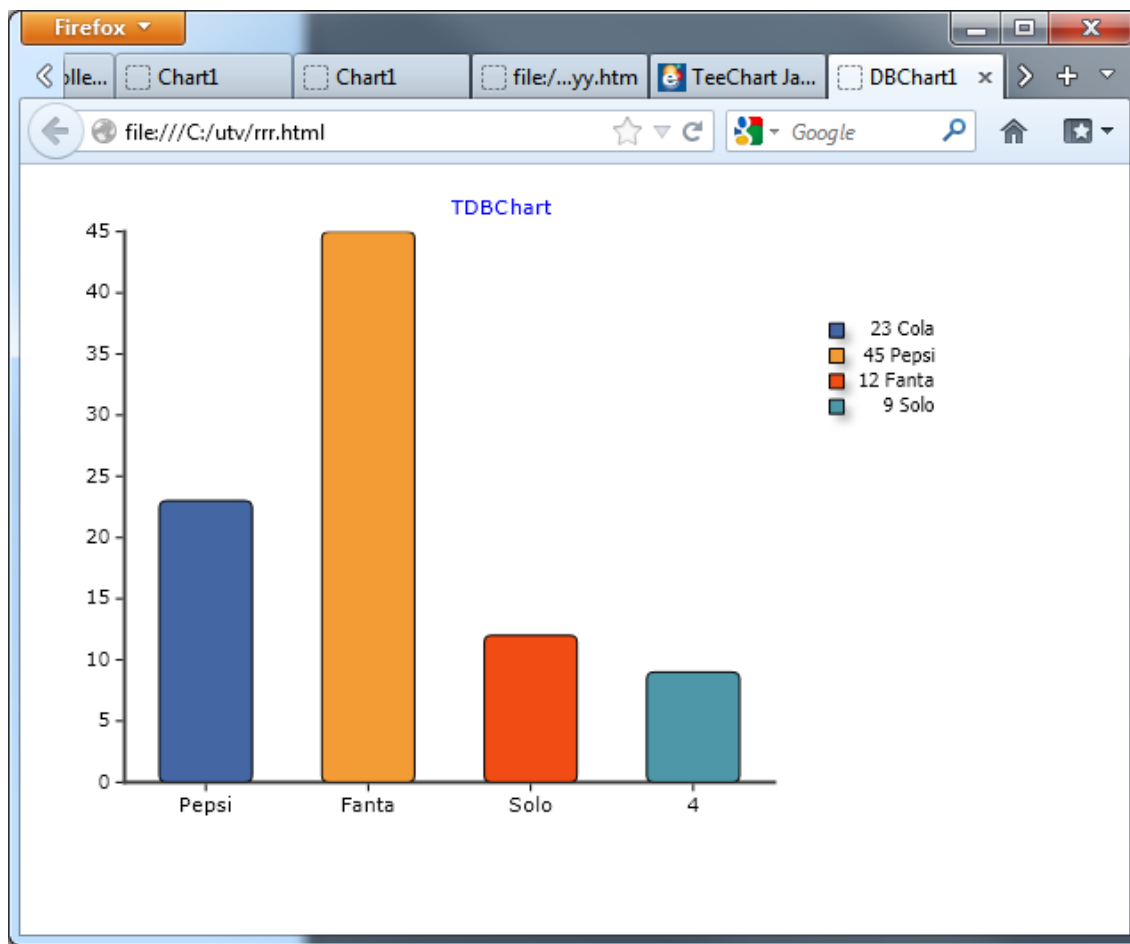 Firefox
olle...
Chart1
Chart1
file:/...yy.htm
TeeChart Ja...
DBChart1
file:///C:/utv/rrr.html
Google
TDBChart
45
40
35
30
25
20
15
10
5
0
Pepsi
Fanta
Solo
4
23 Cola
45 Pepsi
12 Fanta
9 Solo